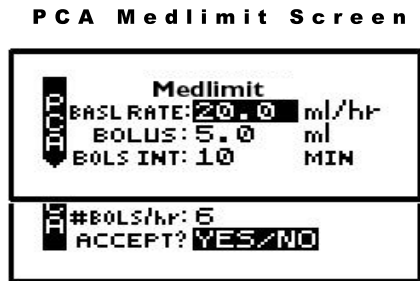 PCA Medlimit Screen
Medlimit
PCA
BASL RATE: 20.0 ml/hr
BOLUS: 5.0 ml
BOLS INT: 10 MIN
#BOLS/hr: 6
ACCEPT? YES/NO